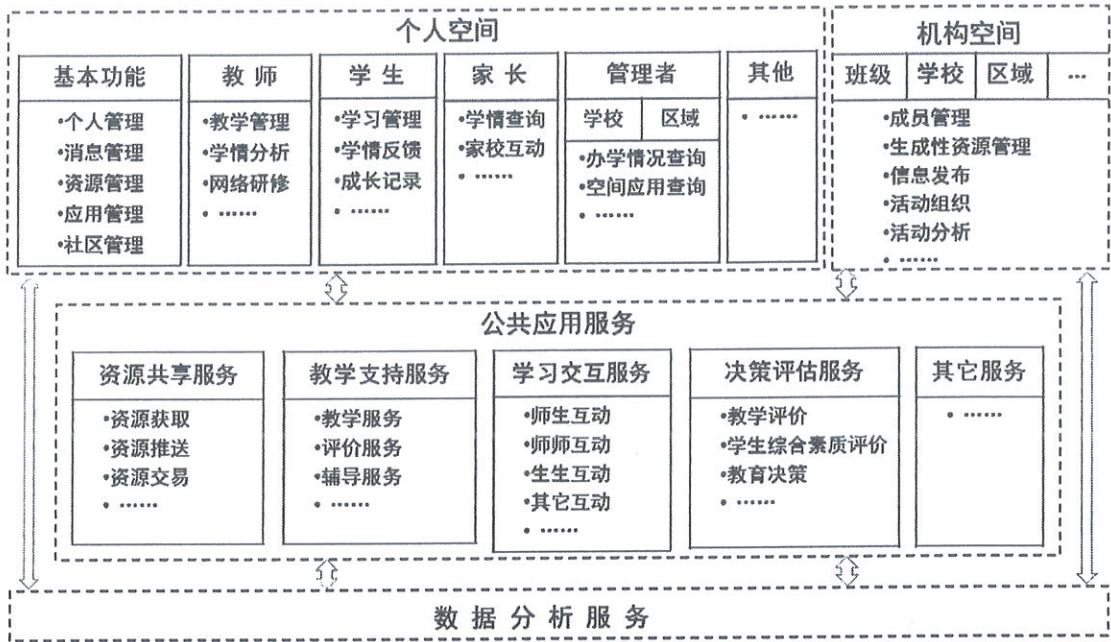 个人空间
基本功能
•个人管理
•消息管理
•资源管理
•应用管理
•社区管理
教 师
•教学管理
•学情分析
•网络研修
• ……
学 生
•学习管理
•学情反馈
•成长记录
• ……
家 长
•学情查询
•家校互动
• ……
管理者
学校 区域
•办学情况查询
•空间应用查询
• ……
其他
• ……
机构空间
班级 学校 区域 …
•成员管理
•生成性资源管理
•信息发布
•活动组织
•活动分析
• ……
公共应用服务
资源共享服务
•资源获取
•资源推送
•资源交易
• ……
教学支持服务
•教学服务
•评价服务
•辅导服务
• ……
学习交互服务
•师生互动
•师师互动
•生生互动
•其它互动
• ……
决策评估服务
•教学评价
•学生综合素质评价
•教育决策
• ……
其它服务
• ……
数 据 分 析 服 务